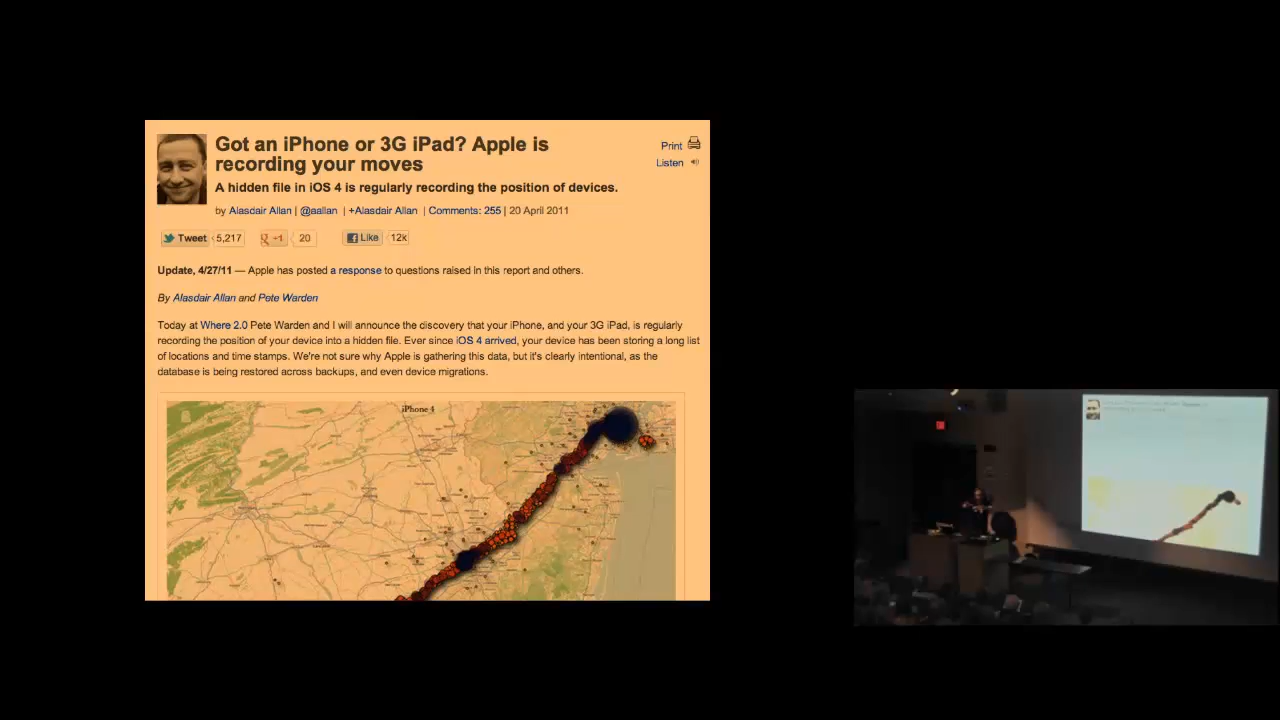 Got an iPhone or 3G iPad? Apple is
recording your moves
Print
Listen
A hidden file in iOS 4 is regularly recording the position of devices.
by Alasdair Allan | @aallan | +Alasdair Allan | Comments: 255 | 20 April 2011
Tweet 5,217 +1 20 Like 12k
Update, 4/27/11 — Apple has posted a response to questions raised in this report and others.
By Alasdair Allan and Pete Warden
Today at Where 2.0 Pete Warden and I will announce the discovery that your iPhone, and your 3G iPad, is regularly
recording the position of your device into a hidden file. Ever since iOS 4 arrived, your device has been storing a long list
of locations and time stamps. We're not sure why Apple is gathering this data, but it's clearly intentional, as the
database is being restored across backups, and even device migrations.
iPhone 4